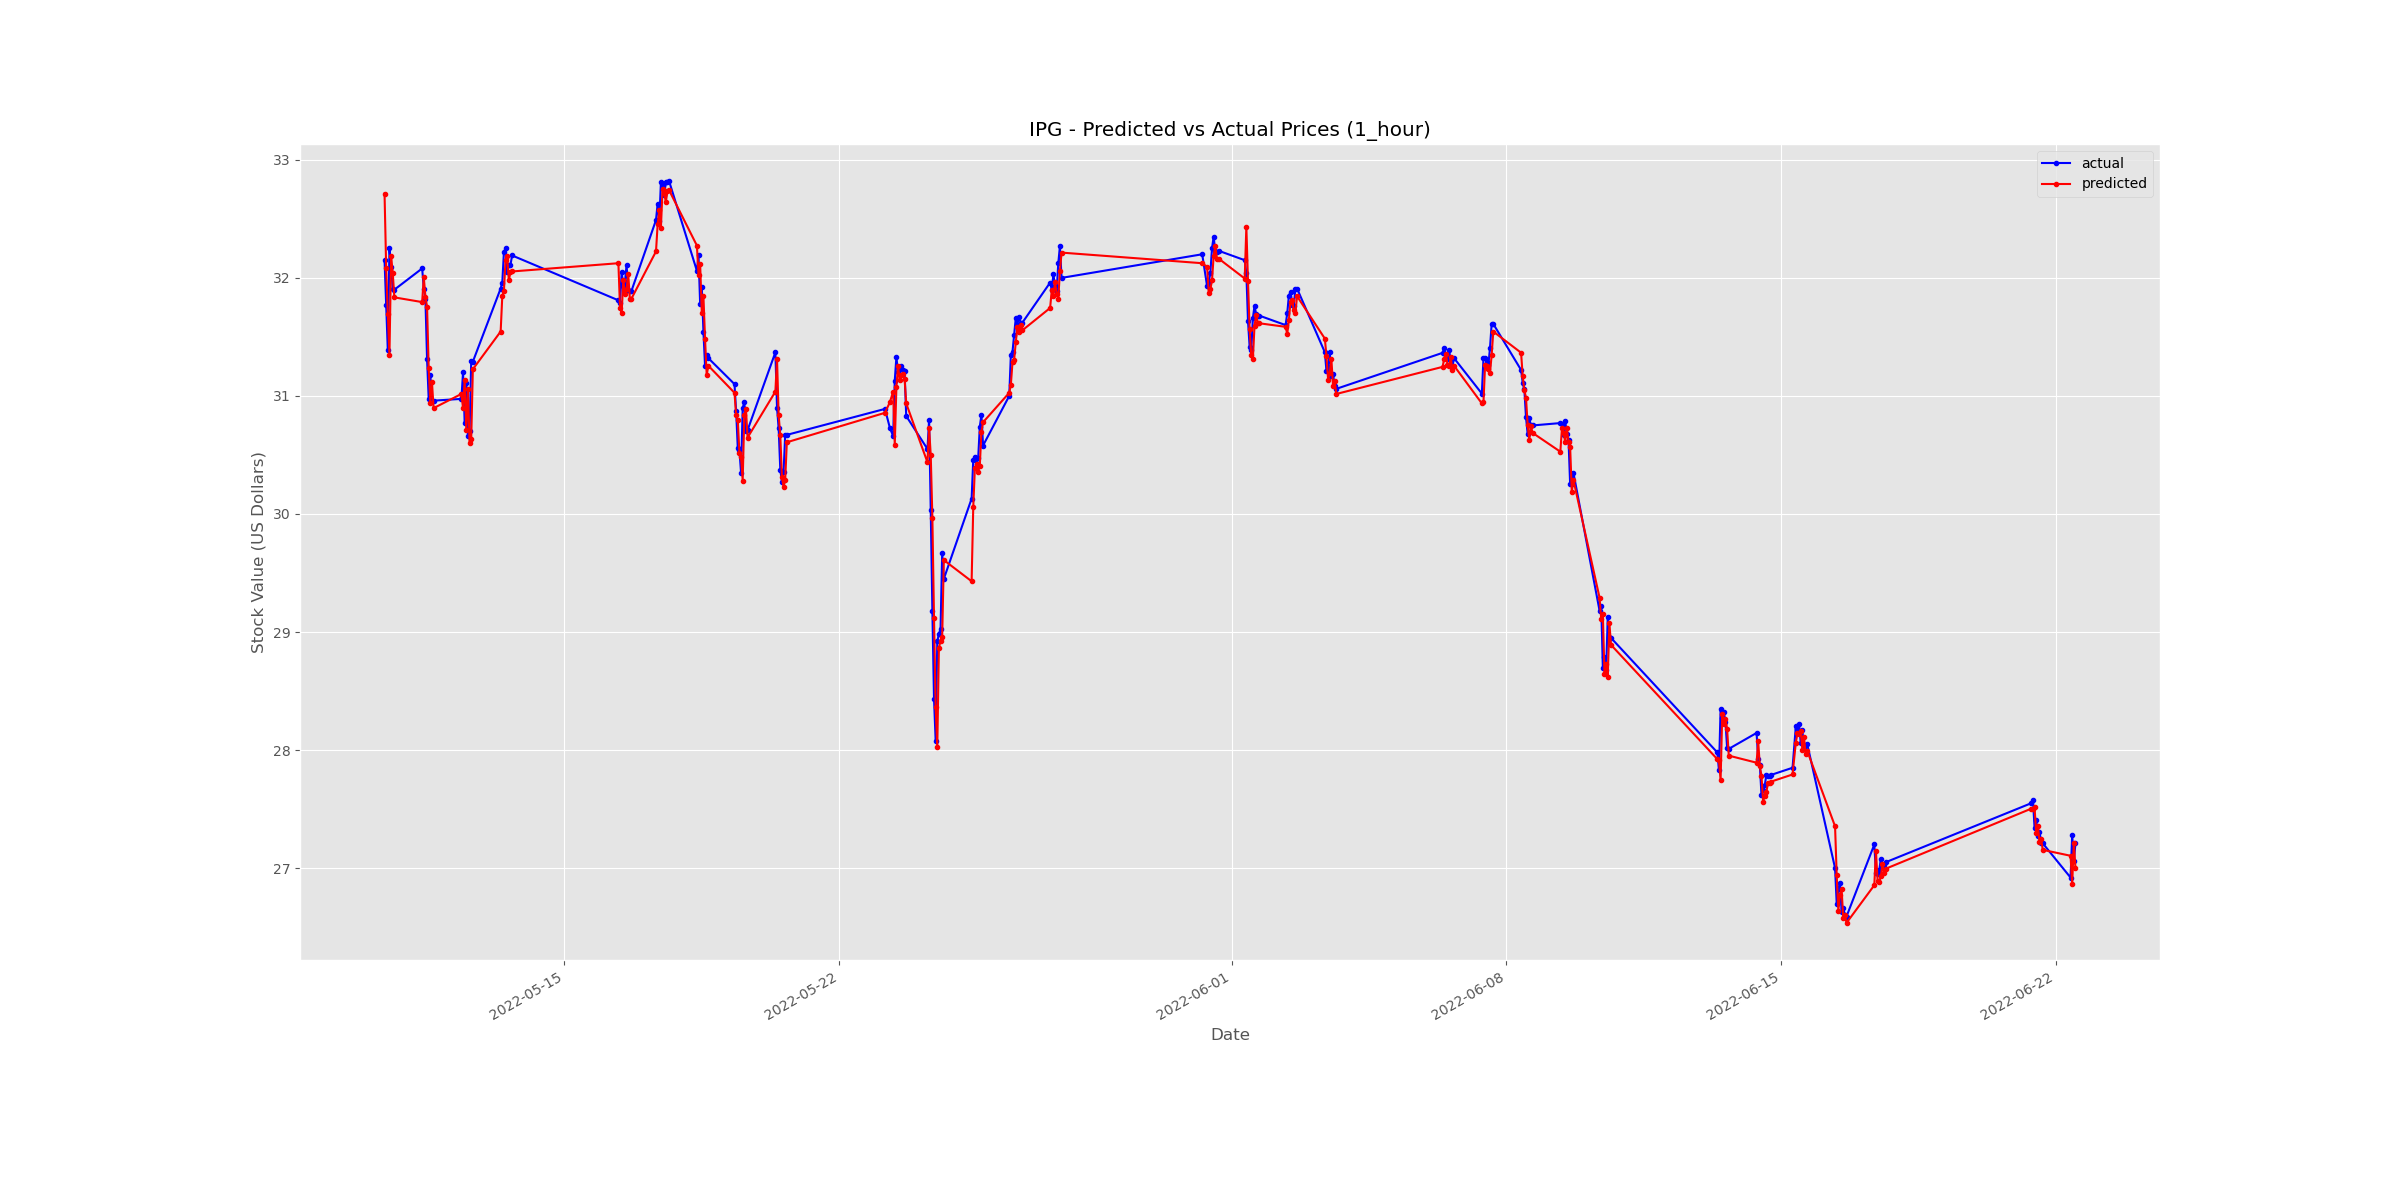 IPG - Predicted vs Actual Prices (1_hour)
actual
predicted
33
32
31
30
29
28
27
Stock Value (US Dollars)
2022-05-15
2022-05-22
2022-06-01
2022-06-08
2022-06-15
2022-06-22
Date